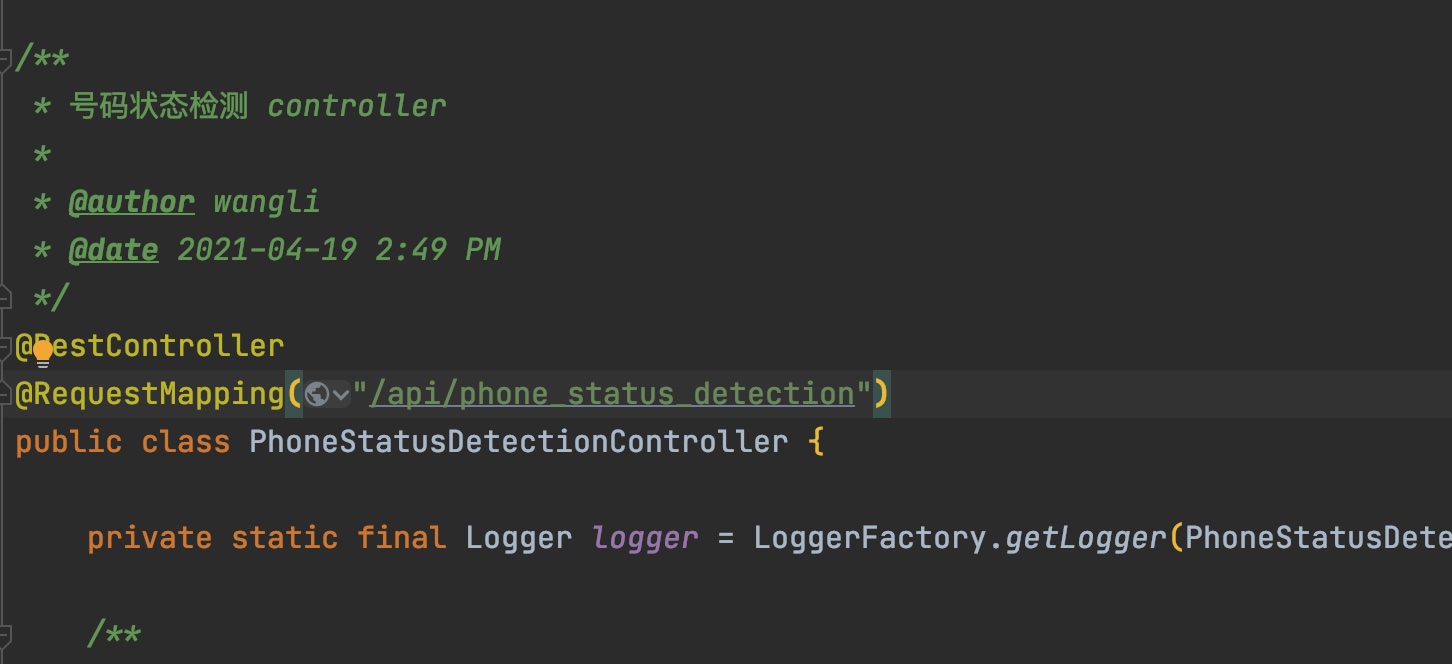 /**
* 号码状态检测 controller
*
* @author wangli
* @date 2021-04-19 2:49 PM
*/
@RestController
@RequestMapping("/api/phone_status_detection")
public class PhoneStatusDetectionController {
private static final Logger logger = LoggerFactory.getLogger(PhoneStatusDete
/**